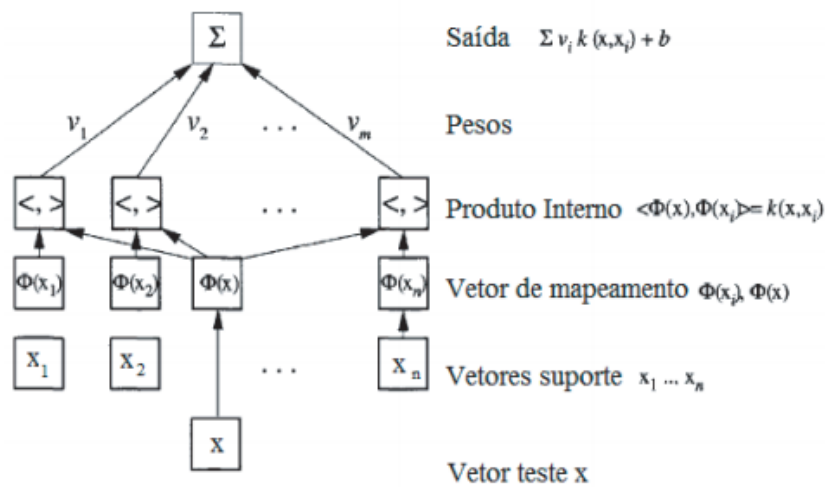 Σ Saída Σ vᵢ k (x,xᵢ) + b
v₁ v₂ . . . vₘ Pesos
<, > <, > . . . <, > Produto Interno <Φ(x),Φ(xᵢ)>= k(x,xᵢ)
Φ(x₁) Φ(x₂) Φ(x) Φ(xₙ) Vetor de mapeamento Φ(xᵢ), Φ(x)
x₁ x₂ . . . xₙ Vetores suporte x₁ ... xₙ
x
Vetor teste x